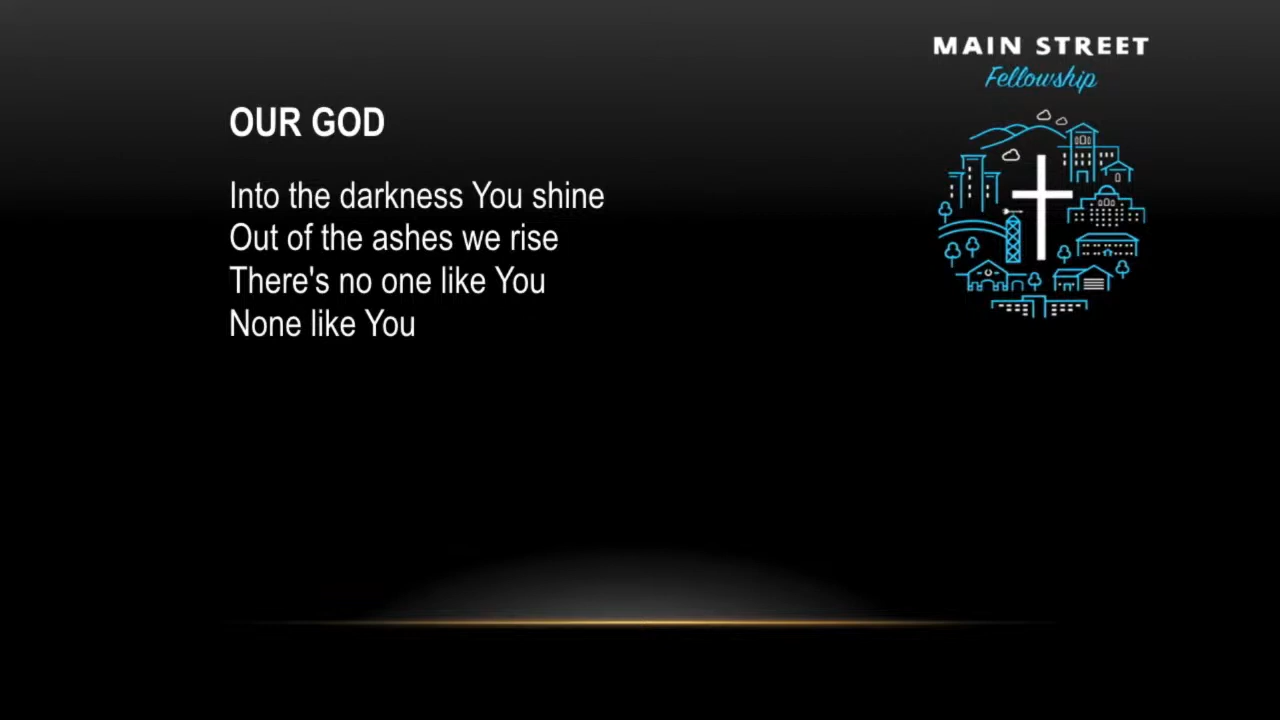 MAIN STREET
Fellowship
OUR GOD
Into the darkness You shine
Out of the ashes we rise
There's no one like You
None like You